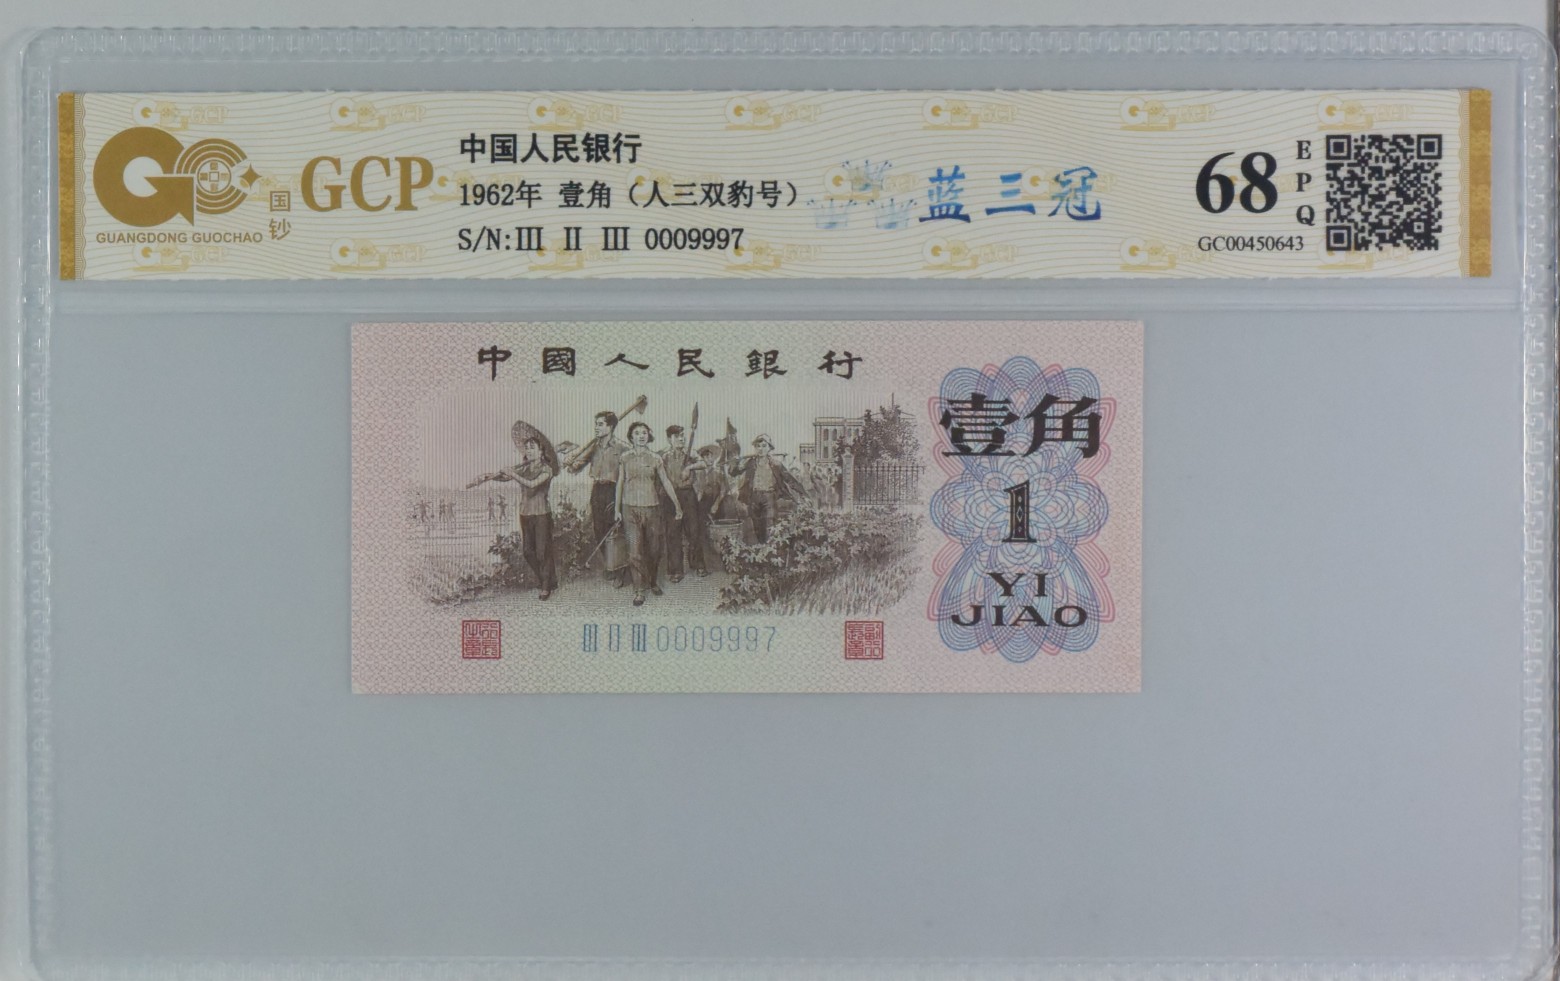 GUANGDONG GUOCHAO
国钞
GCP
中国人民银行
1962年 壹角（人三双豹号）
S/N:III II III 0009997
蓝三冠
68
EPQ
GC00450643
中國人民銀行
壹角
1
YI
JIAO
III II III 0009997